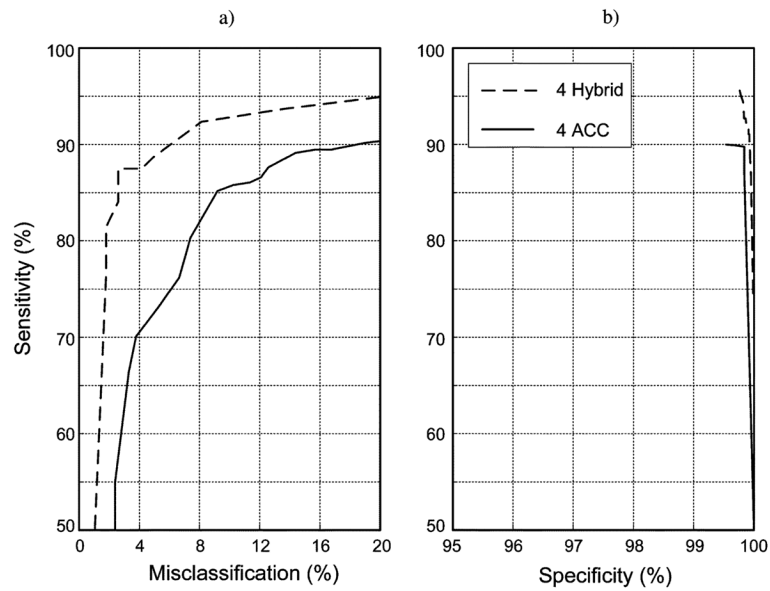 a)
b)
100
90
80
70
60
50
Sensitivity (%)
0 4 8 12 16 20
Misclassification (%)
4 Hybrid
4 ACC
100
90
80
70
60
50
95 96 97 98 99 100
Specificity (%)